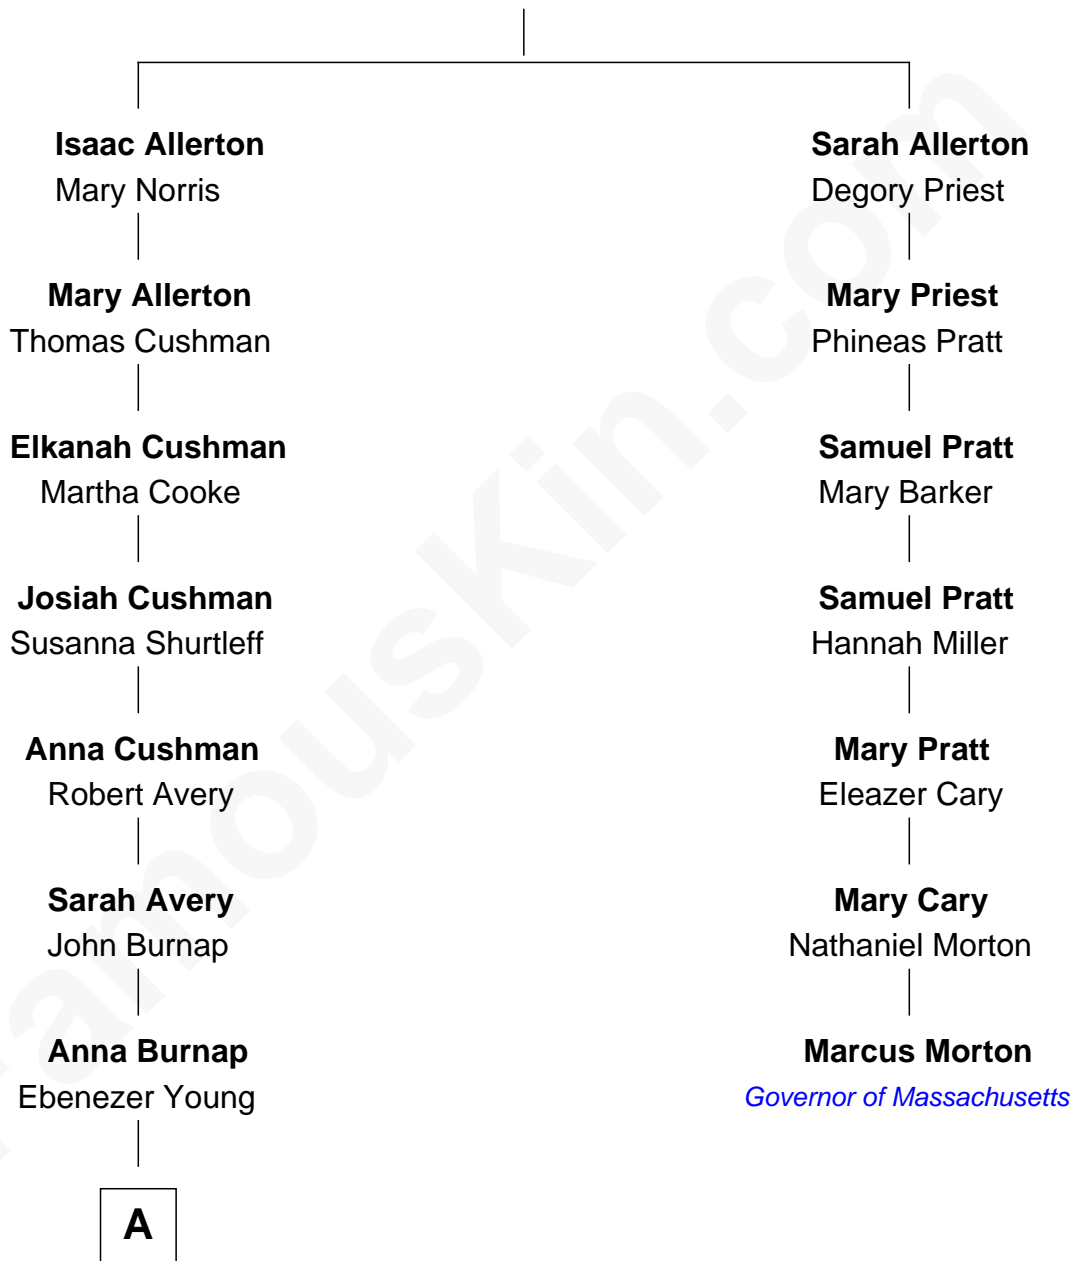 Isaac Allerton
Mary Norris
Mary Allerton
Thomas Cushman
Elkanah Cushman
Martha Cooke
Josiah Cushman
Susanna Shurtleff
Anna Cushman
Robert Avery
Sarah Avery
John Burnap
Anna Burnap
Ebenezer Young
A
Sarah Allerton
Degory Priest
Mary Priest
Phineas Pratt
Samuel Pratt
Mary Barker
Samuel Pratt
Hannah Miller
Mary Pratt
Eleazer Cary
Mary Cary
Nathaniel Morton
Marcus Morton
Governor of Massachusetts
FamousKin.com